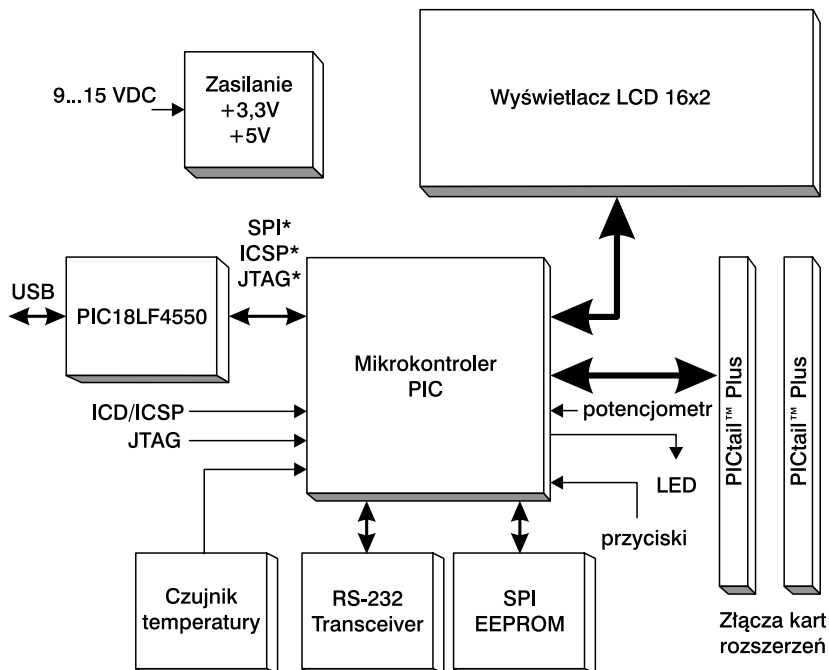 9...15 VDC
Zasilanie
+3,3V
+5V
Wyświetlacz LCD 16x2
SPI*
ICSP*
JTAG*
USB
PIC18LF4550
Mikrokontroler
PIC
ICD/ICSP
JTAG
potencjometr
LED
przyciski
PICtail™ Plus
PICtail™ Plus
Czujnik
temperatury
RS-232
Transceiver
SPI
EEPROM
Złącza kart
rozszerzeń